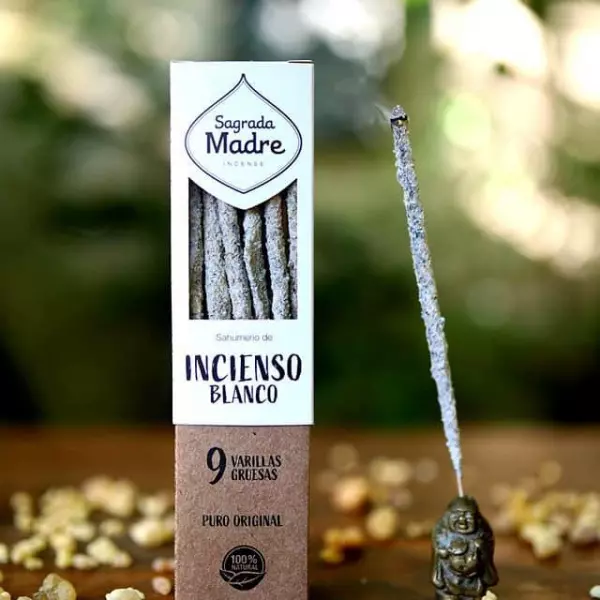 Sagrada
Madre
INCENSE
Sahumerio de
INCIENSO
BLANCO
9 VARILLAS
GRUESAS
PURO ORIGINAL
100%
NATURAL